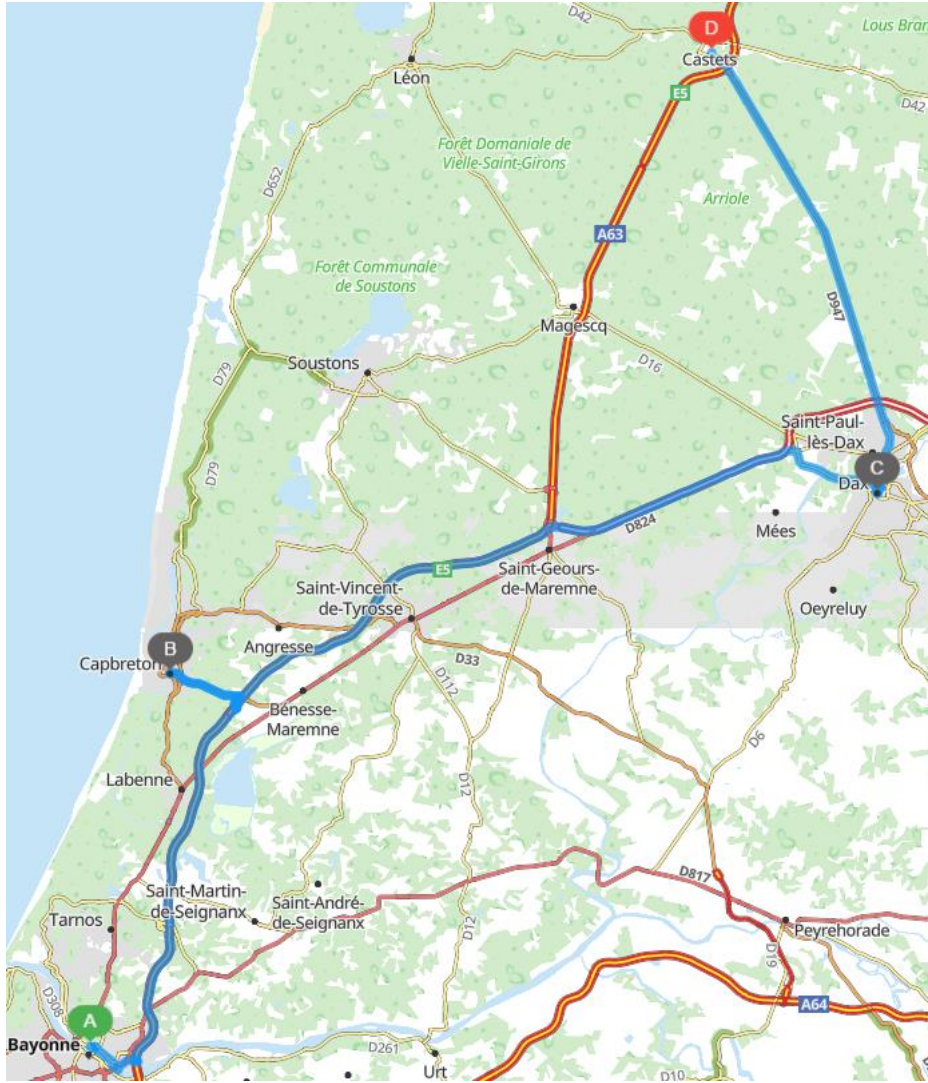 D42
D
Lous Bran
Castets
Léon
E5
D42
Forêt Domaniale de
Vielle-Saint-Girons
D652
Arriole
A63
Forêt Communale
de Soustons
D947
Magescq
D79
Soustons
D16
Saint-Paul-
lès-Dax
C
Dax
D79
D824
Mées
E5
Saint-Geours-
de-Maremne
Saint-Vincent-
de-Tyrosse
Oeyreluy
Angresse
B
Capbreton
D33
D112
Bénesse-
Maremne
D6
Labenne
D12
D817
Saint-Martin-
de-Seignanx
Saint-André-
de-Seignanx
Tarnos
D12
Peyrehorade
D19
D308
A
A64
Bayonne
D261
Urt
D10